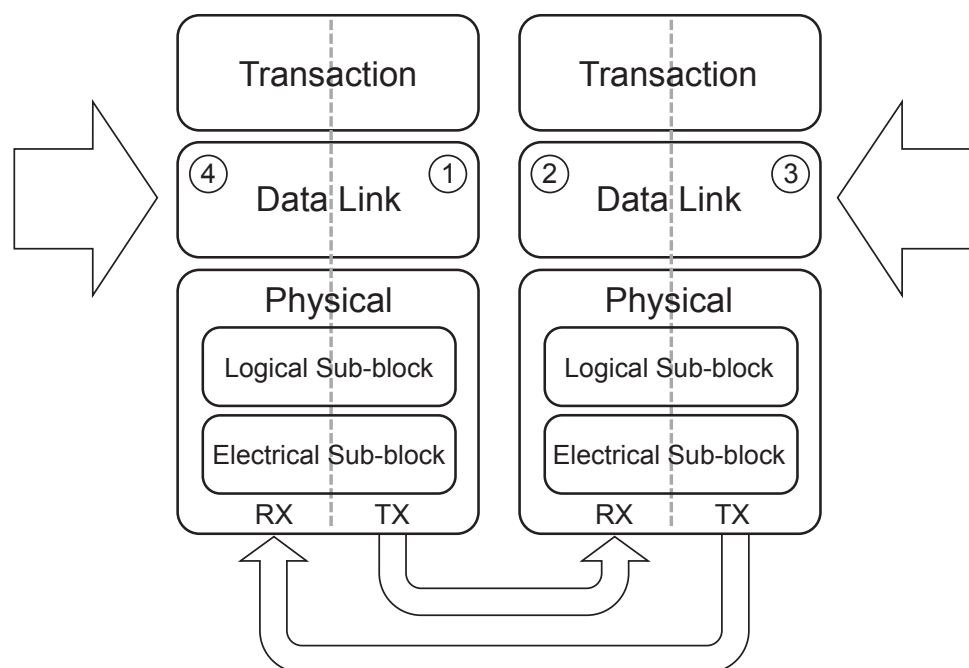 Transaction
Transaction
4
1
Data Link
2
3
Data Link
Physical
Logical Sub-block
Electrical Sub-block
RX
TX
Physical
Logical Sub-block
Electrical Sub-block
RX
TX